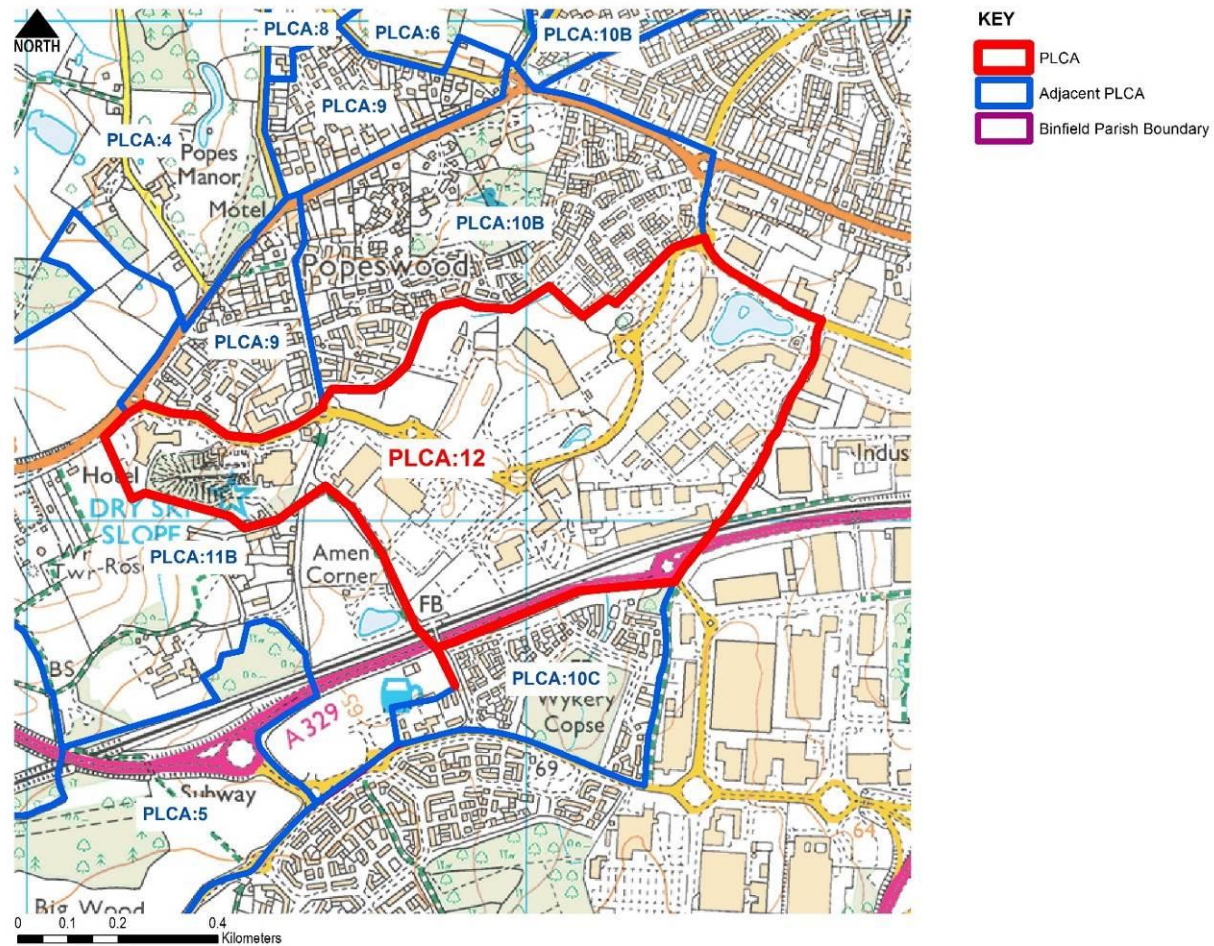 NORTH
PLCA:8
PLCA:6
PLCA:10B
KEY
PLCA
Adjacent PLCA
Binfield Parish Boundary
PLCA:9
PLCA:4
Popes
Manor
Motel
PLCA:10B
Popeswood
PLCA:9
PLCA:12
Hotel
DRY SKI
SLOPE
Indus
PLCA:11B
Twr
Amen
Corner
FB
BS
PLCA:10C
Wykery
Copse
A 329
59
69
Subway
PLCA:5
64
Big Wood
0 0.1 0.2 0.4
Kilometers